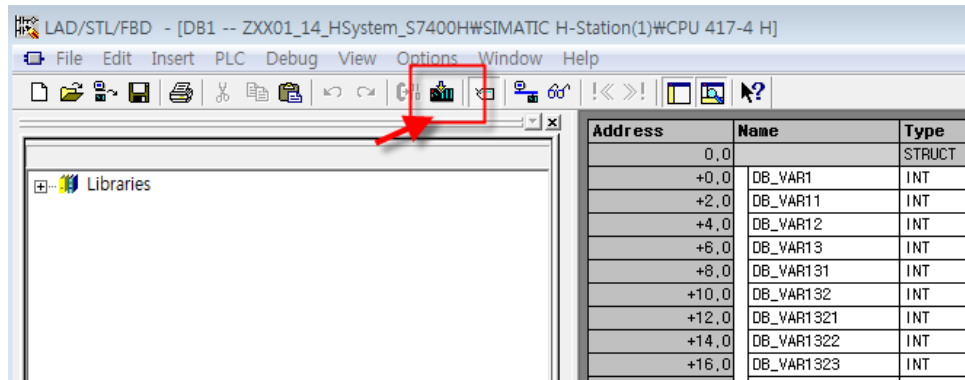 LAD/STL/FBD - [DB1 -- ZXX01_14_HSystem_S7400H₩SIMATIC H-Station(1)₩CPU 417-4 H]
File Edit Insert PLC Debug View Options Window Help
Libraries
Address Name Type
0,0 STRUCT
+0,0 DB_VAR1 INT
+2,0 DB_VAR11 INT
+4,0 DB_VAR12 INT
+6,0 DB_VAR13 INT
+8,0 DB_VAR131 INT
+10,0 DB_VAR132 INT
+12,0 DB_VAR1321 INT
+14,0 DB_VAR1322 INT
+16,0 DB_VAR1323 INT